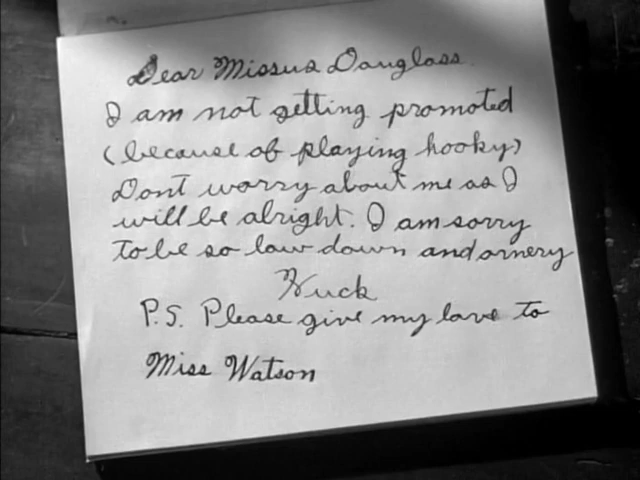 Dear Missus Douglass
I am not getting promoted
(because of playing hooky)
Dont worry about me as I
will be alright. I am sorry
to be so low down and ornery
Huck
P.S. Please give my love to
Miss Watson